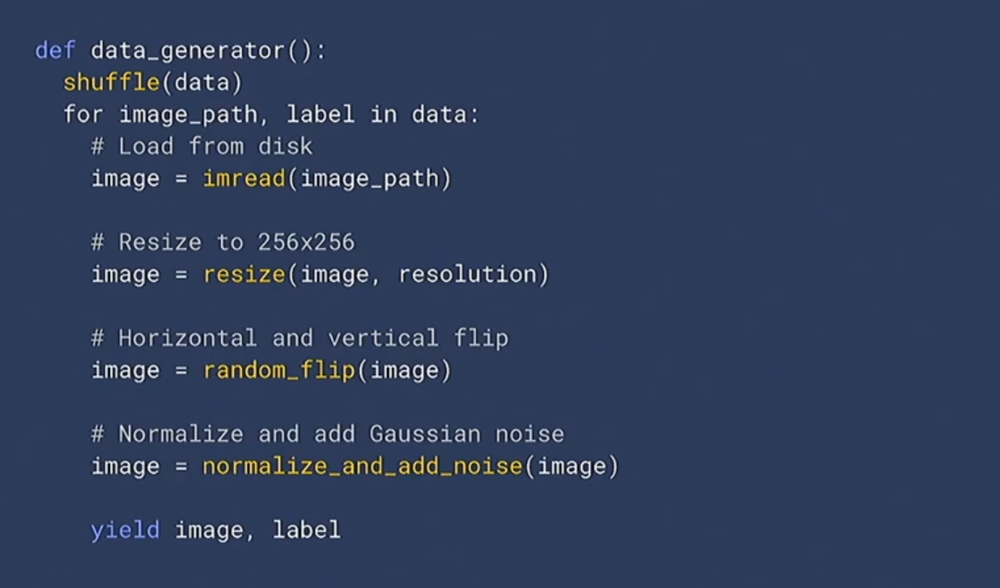 def data_generator():
  shuffle(data)
  for image_path, label in data:
    # Load from disk
    image = imread(image_path)

    # Resize to 256x256
    image = resize(image, resolution)

    # Horizontal and vertical flip
    image = random_flip(image)

    # Normalize and add Gaussian noise
    image = normalize_and_add_noise(image)

    yield image, label